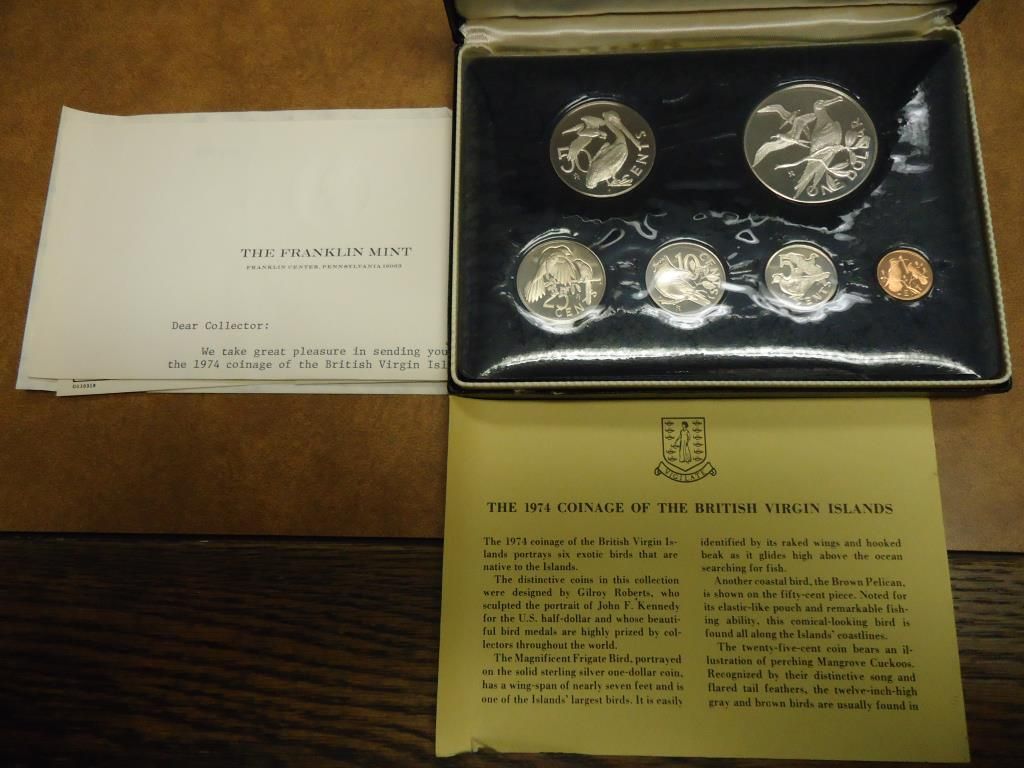 THE FRANKLIN MINT
FRANKLIN CENTER, PENNSYLVANIA 19063
Dear Collector:
We take great pleasure in sending you
the 1974 coinage of the British Virgin Isl
50 CENTS
ONE DOLLAR
25 CENTS
10 CENTS
5 CENTS
CENT
VIGILATE
THE 1974 COINAGE OF THE BRITISH VIRGIN ISLANDS
The 1974 coinage of the British Virgin Is-
lands portrays six exotic birds that are
native to the Islands.
The distinctive coins in this collection
were designed by Gilroy Roberts, who
sculpted the portrait of John F. Kennedy
for the U.S. half-dollar and whose beauti-
ful bird medals are highly prized by col-
lectors throughout the world.
The Magnificent Frigate Bird, portrayed
on the solid sterling silver one-dollar coin,
has a wing-span of nearly seven feet and is
one of the Islands' largest birds. It is easily
identified by its raked wings and hooked
beak as it glides high above the ocean
searching for fish.
Another coastal bird, the Brown Pelican,
is shown on the fifty-cent piece. Noted for
its elastic-like pouch and remarkable fish-
ing ability, this comical-looking bird is
found all along the Islands' coastlines.
The twenty-five-cent coin bears an il-
lustration of perching Mangrove Cuckoos.
Recognized by their distinctive song and
flared tail feathers, the twelve-inch-high
gray and brown birds are usually found in